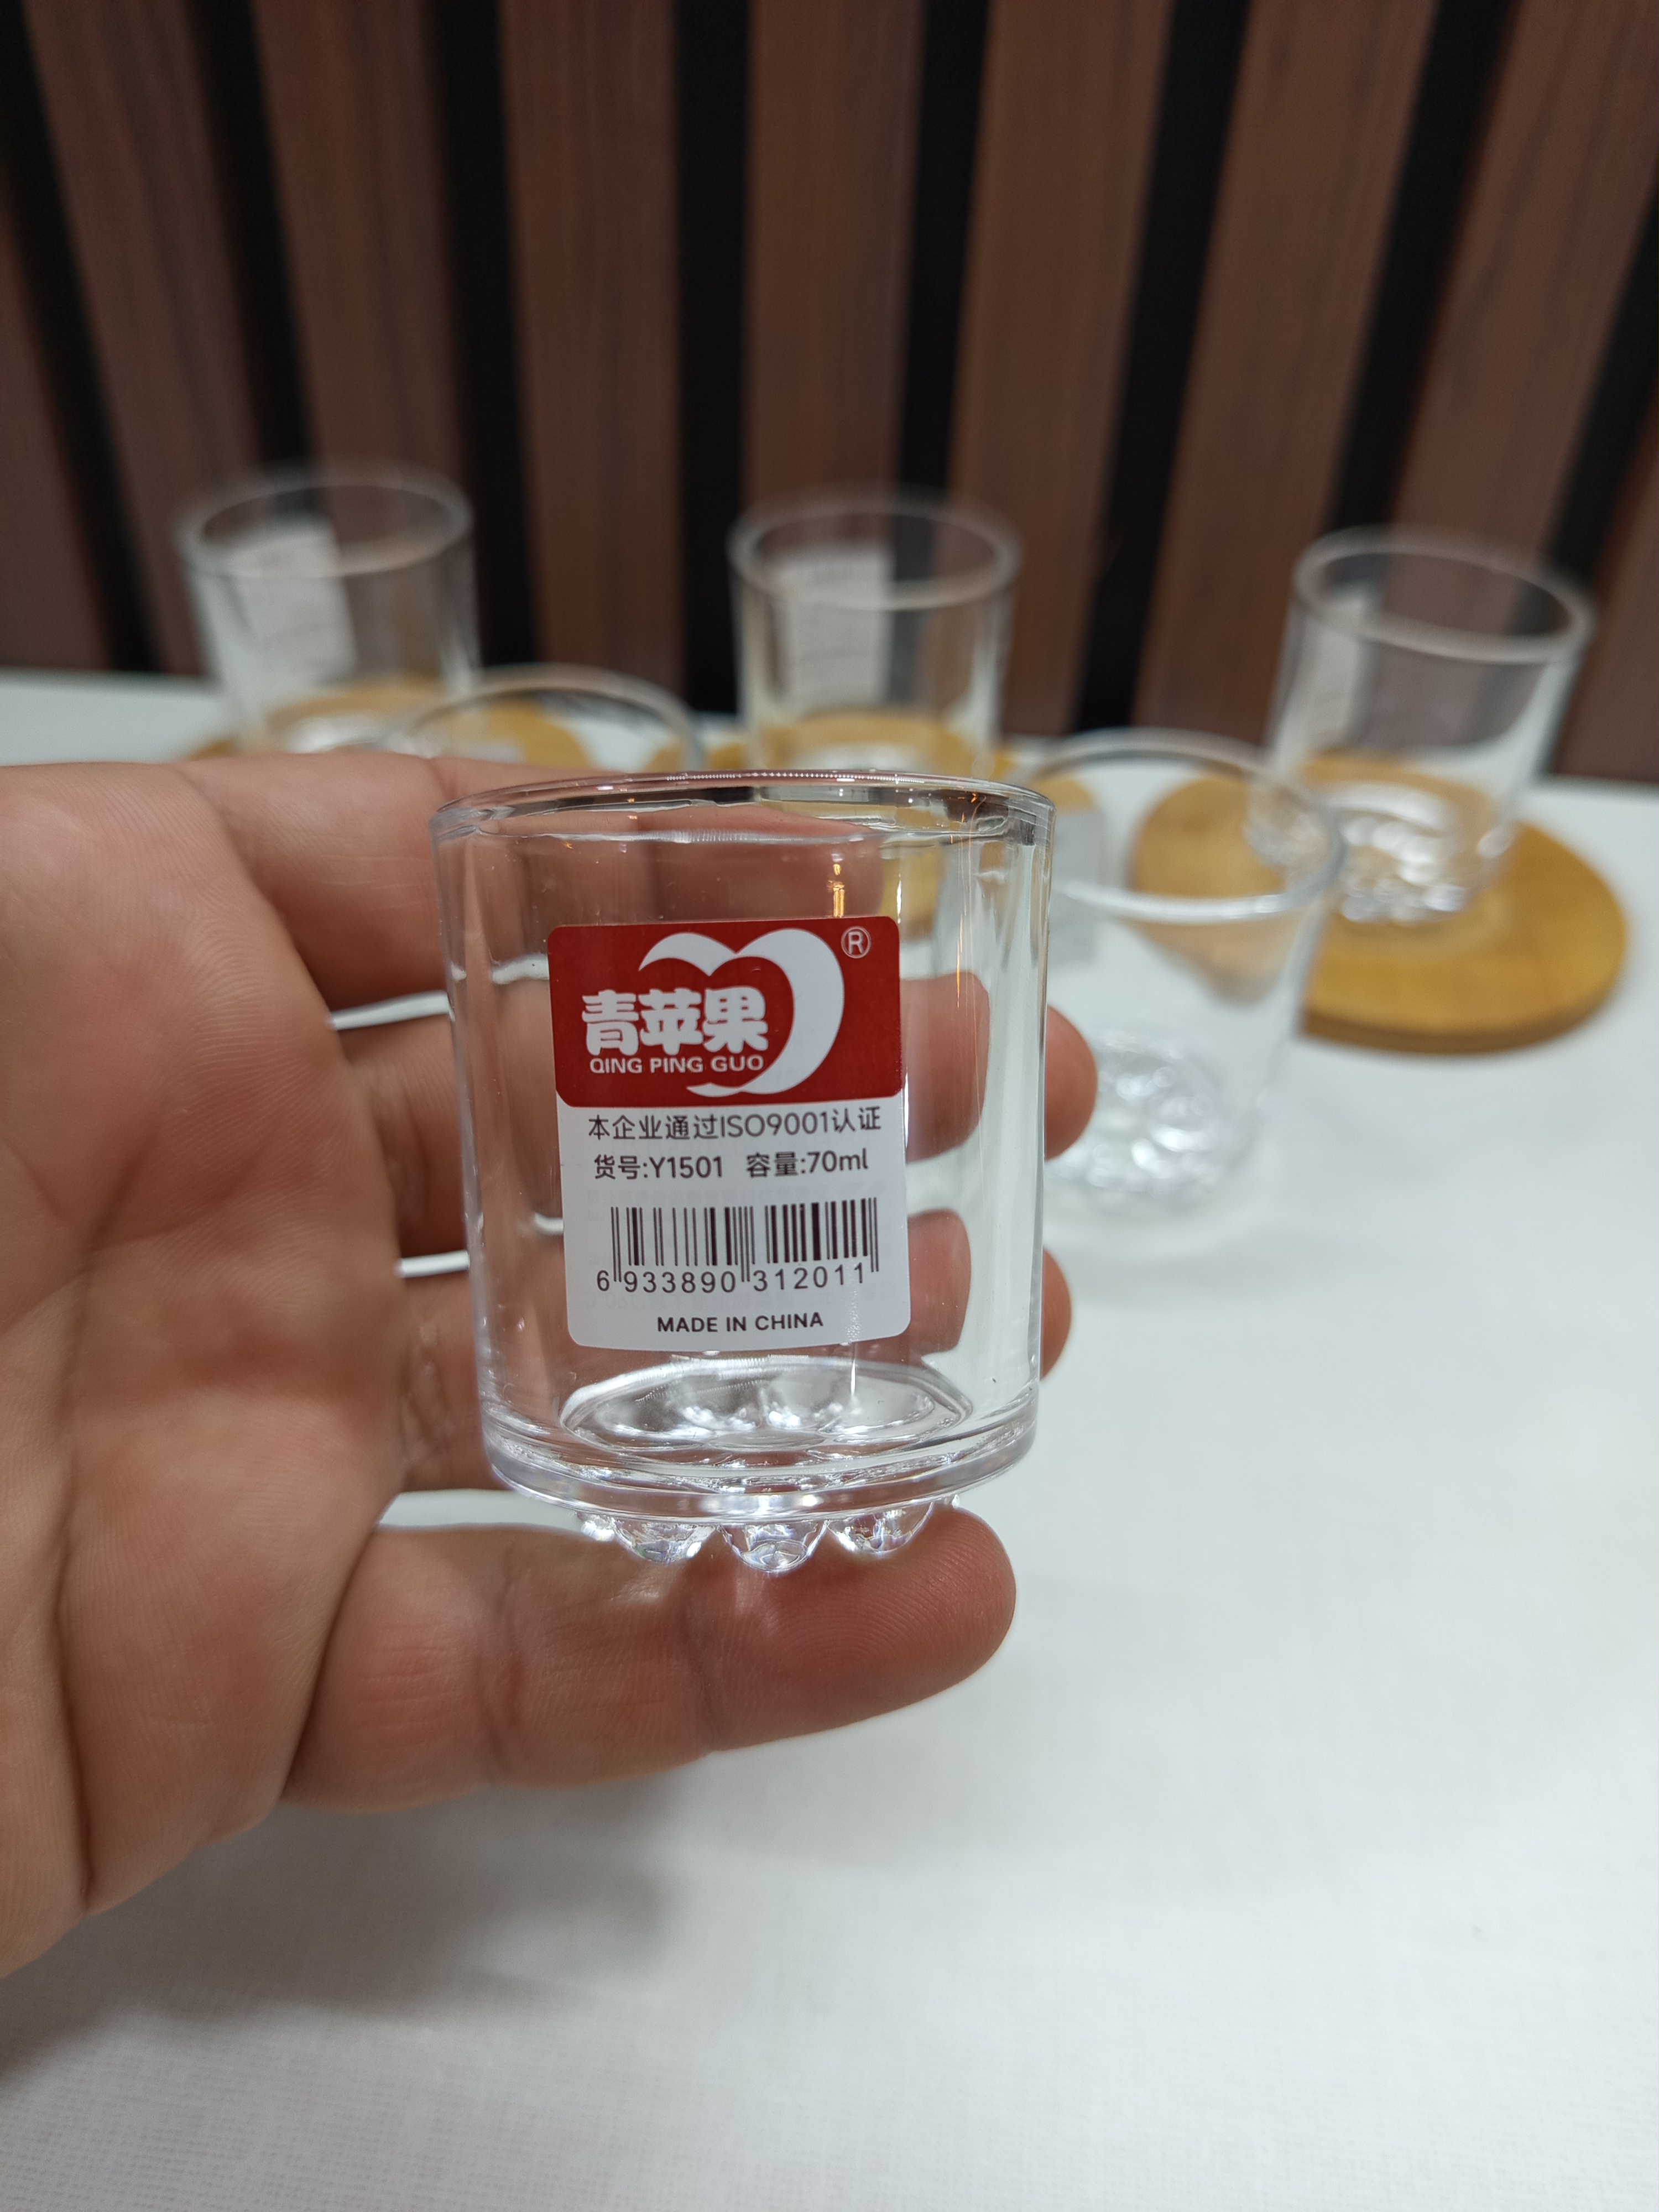 ®
青苹果
QING PING GUO
本企业通过ISO9001认证
货号:Y1501 容量:70ml
6 933890 312011
MADE IN CHINA